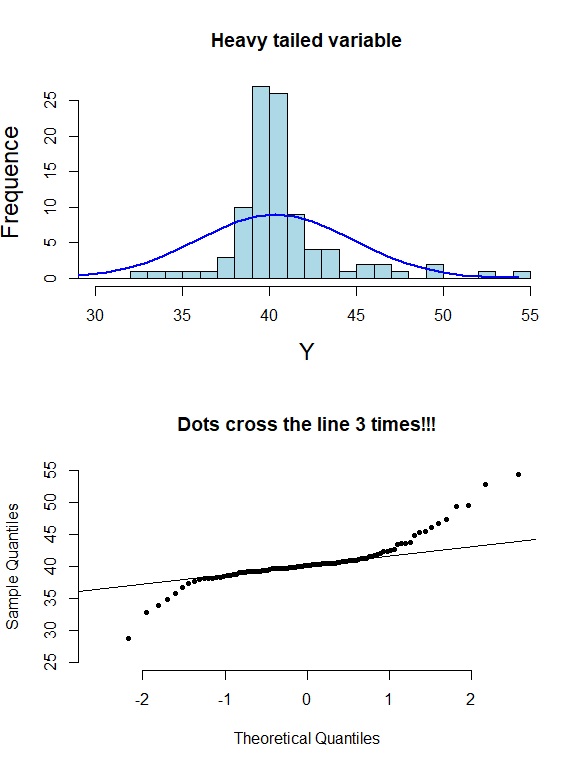 Heavy tailed variable
Frequence
0 5 10 15 20 25
30 35 40 45 50 55
Y
Dots cross the line 3 times!!!
Sample Quantiles
25 30 35 40 45 50 55
-2 -1 0 1 2
Theoretical Quantiles